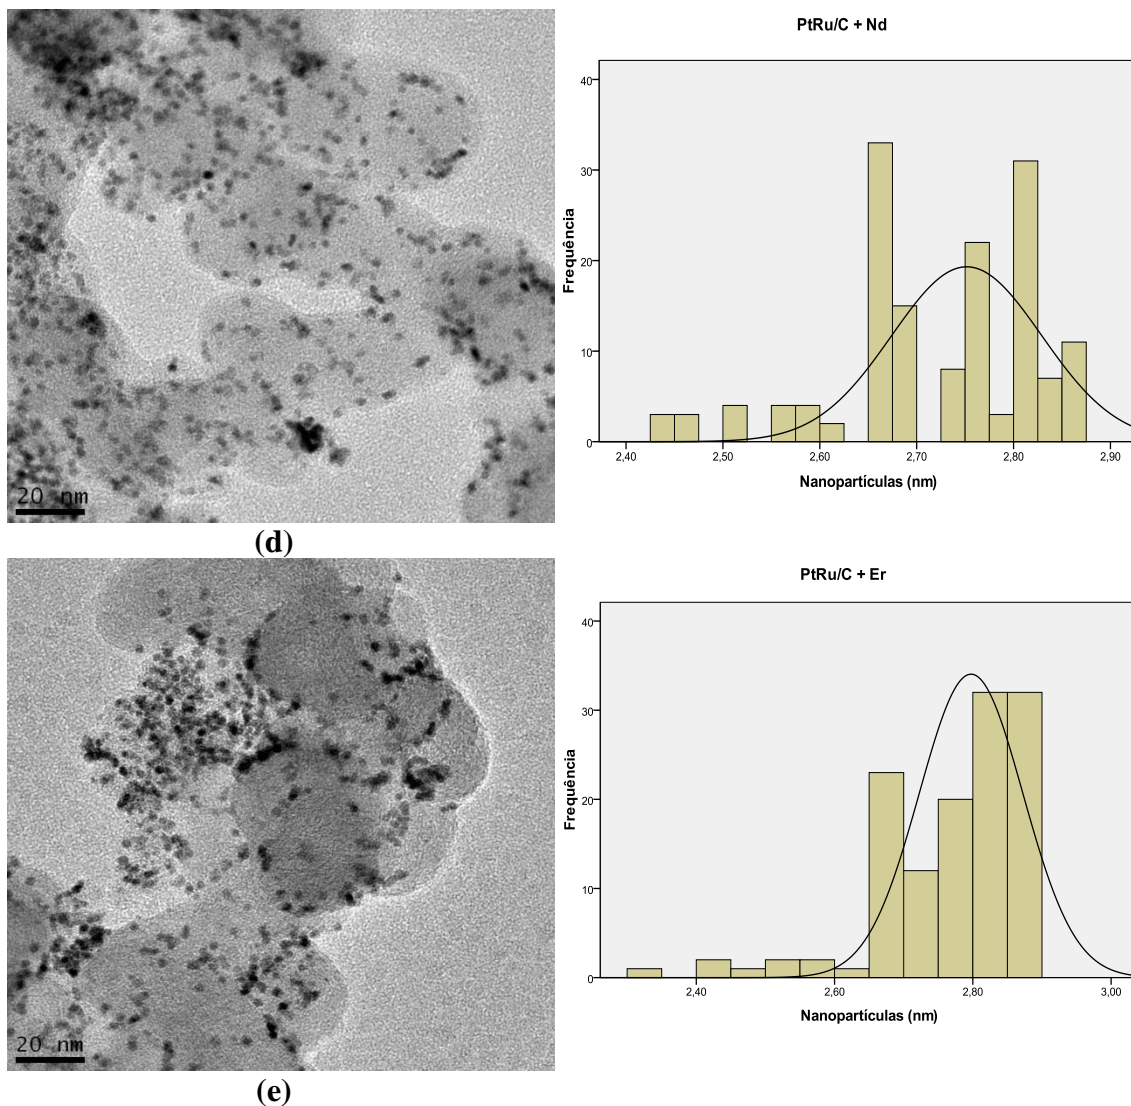 PtRu/C + Nd
40
30
20
10
0
Frequência
2,40 2,50 2,60 2,70 2,80 2,90
Nanopartículas (nm)
20 nm
(d)
PtRu/C + Er
40
30
20
10
0
Frequência
2,40 2,60 2,80 3,00
Nanopartículas (nm)
20 nm
(e)